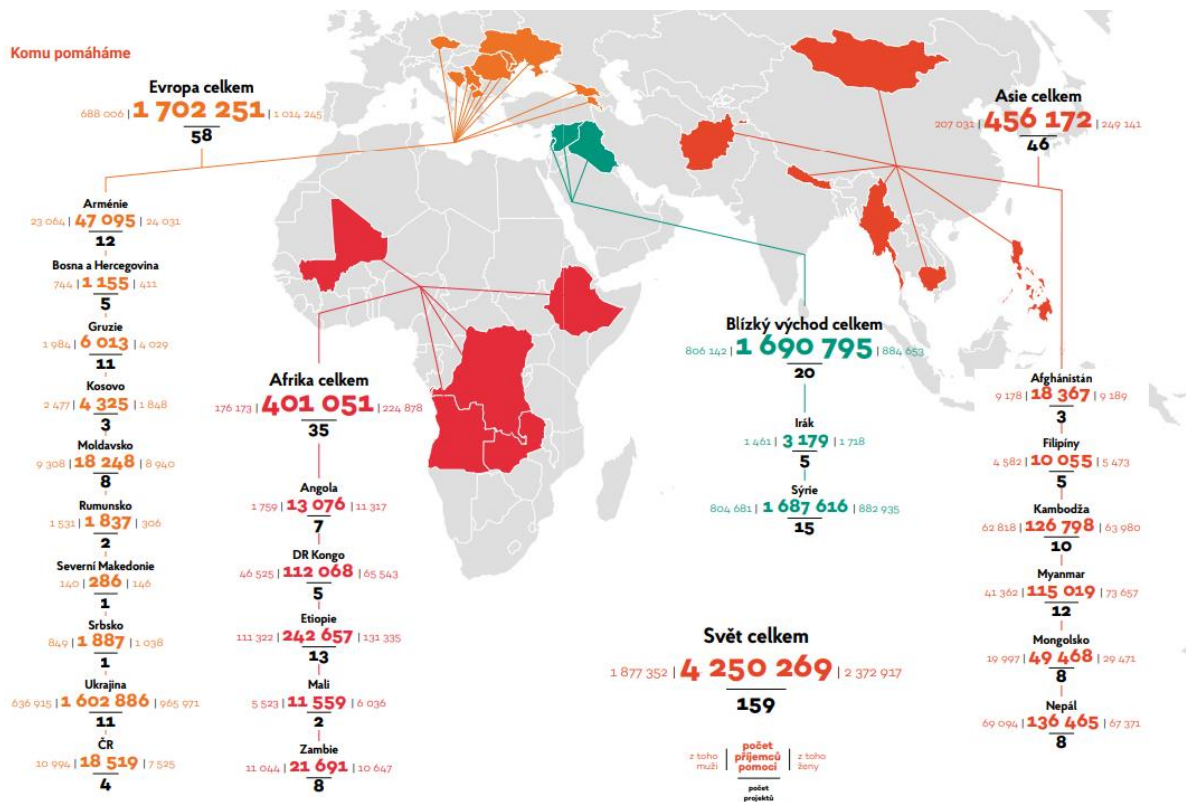 Komu pomáháme
Evropa celkem
688 006 | 1 702 251 | 1 014 245
58
Arménie
23 064 | 47 095 | 24 031
12
Bosna a Hercegovina
744 | 1 155 | 411
5
Gruzie
1 984 | 6 013 | 4 029
11
Kosovo
2 477 | 4 325 | 1 848
3
Moldavsko
9 308 | 18 248 | 8 940
8
Rumunsko
1 531 | 1 837 | 306
2
Severní Makedonie
140 | 286 | 146
1
Srbsko
849 | 1 887 | 1 038
1
Ukrajina
636 915 | 1 602 886 | 965 971
11
ČR
10 994 | 18 519 | 7 525
4
Afrika celkem
176 173 | 401 051 | 224 878
35
Angola
1 759 | 13 076 | 11 317
7
DR Kongo
46 525 | 112 068 | 65 543
5
Etiopie
111 322 | 242 657 | 131 335
13
Mali
5 523 | 11 559 | 6 036
2
Zambie
11 044 | 21 691 | 10 647
8
Blízký východ celkem
806 142 | 1 690 795 | 884 653
20
Irák
1 461 | 3 179 | 1 718
5
Sýrie
804 681 | 1 687 616 | 882 935
15
Asie celkem
207 031 | 456 172 | 249 141
46
Afghánistán
9 178 | 18 367 | 9 189
3
Filipíny
4 582 | 10 055 | 5 473
5
Kambodža
62 818 | 126 798 | 63 980
10
Myanmar
41 362 | 115 019 | 73 657
12
Mongolsko
19 997 | 49 468 | 29 471
8
Nepál
69 094 | 136 465 | 67 371
8
Svět celkem
1 877 352 | 4 250 269 | 2 372 917
159
z toho muži | počet příjemců pomoci | z toho ženy
počet
projektů